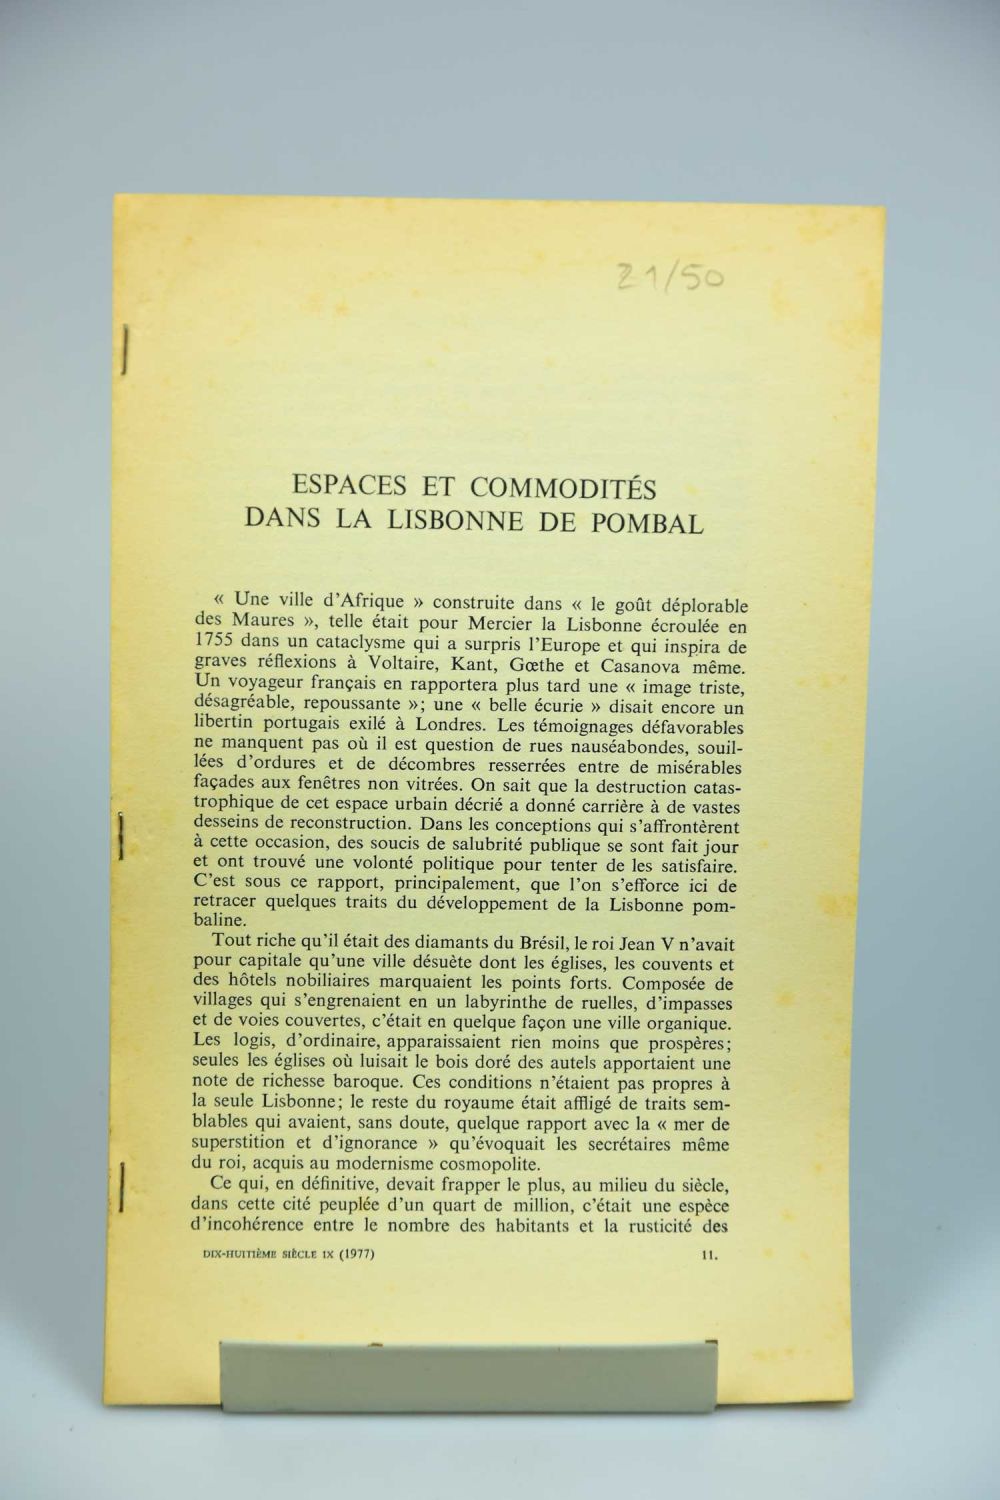 21/50
ESPACES ET COMMODITÉS
DANS LA LISBONNE DE POMBAL
« Une ville d'Afrique » construite dans « le goût déplorable
des Maures », telle était pour Mercier la Lisbonne écroulée en
1755 dans un cataclysme qui a surpris l'Europe et qui inspira de
graves réflexions à Voltaire, Kant, Gœthe et Casanova même.
Un voyageur français en rapportera plus tard une « image triste,
désagréable, repoussante »; une « belle écurie » disait encore un
libertin portugais exilé à Londres. Les témoignages défavorables
ne manquent pas où il est question de rues nauséabondes, souil-
lées d'ordures et de décombres resserrées entre de misérables
façades aux fenêtres non vitrées. On sait que la destruction catas-
trophique de cet espace urbain décrié a donné carrière à de vastes
desseins de reconstruction. Dans les conceptions qui s'affrontèrent
à cette occasion, des soucis de salubrité publique se sont fait jour
et ont trouvé une volonté politique pour tenter de les satisfaire.
C'est sous ce rapport, principalement, que l'on s'efforce ici de
retracer quelques traits du développement de la Lisbonne pom-
baline.
Tout riche qu'il était des diamants du Brésil, le roi Jean V n'avait
pour capitale qu'une ville désuète dont les églises, les couvents et
des hôtels nobiliaires marquaient les points forts. Composée de
villages qui s'engrenaient en un labyrinthe de ruelles, d'impasses
et de voies couvertes, c'était en quelque façon une ville organique.
Les logis, d'ordinaire, apparaissaient rien moins que prospères;
seules les églises où luisait le bois doré des autels apportaient une
note de richesse baroque. Ces conditions n'étaient pas propres à
la seule Lisbonne; le reste du royaume était affligé de traits sem-
blables qui avaient, sans doute, quelque rapport avec la « mer de
superstition et d'ignorance » qu'évoquait les secrétaires même
du roi, acquis au modernisme cosmopolite.
Ce qui, en définitive, devait frapper le plus, au milieu du siècle,
dans cette cité peuplée d'un quart de million, c'était une espèce
d'incohérence entre le nombre des habitants et la rusticité des
DIX-HUITIÈME SIÈCLE IX (1977) 11.